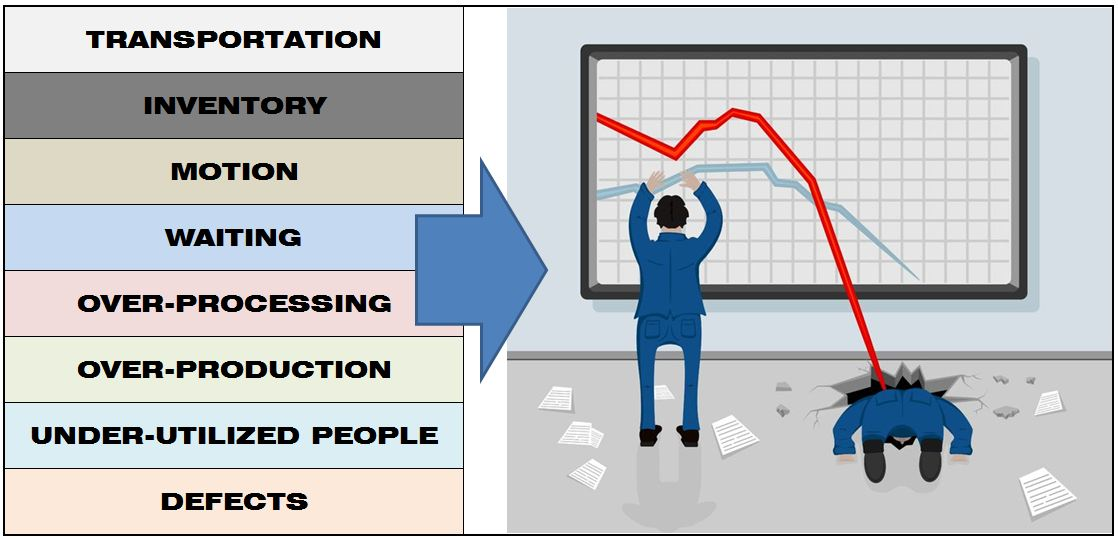 TRANSPORTATION
INVENTORY
MOTION
WAITING
OVER-PROCESSING
OVER-PRODUCTION
UNDER-UTILIZED PEOPLE
DEFECTS